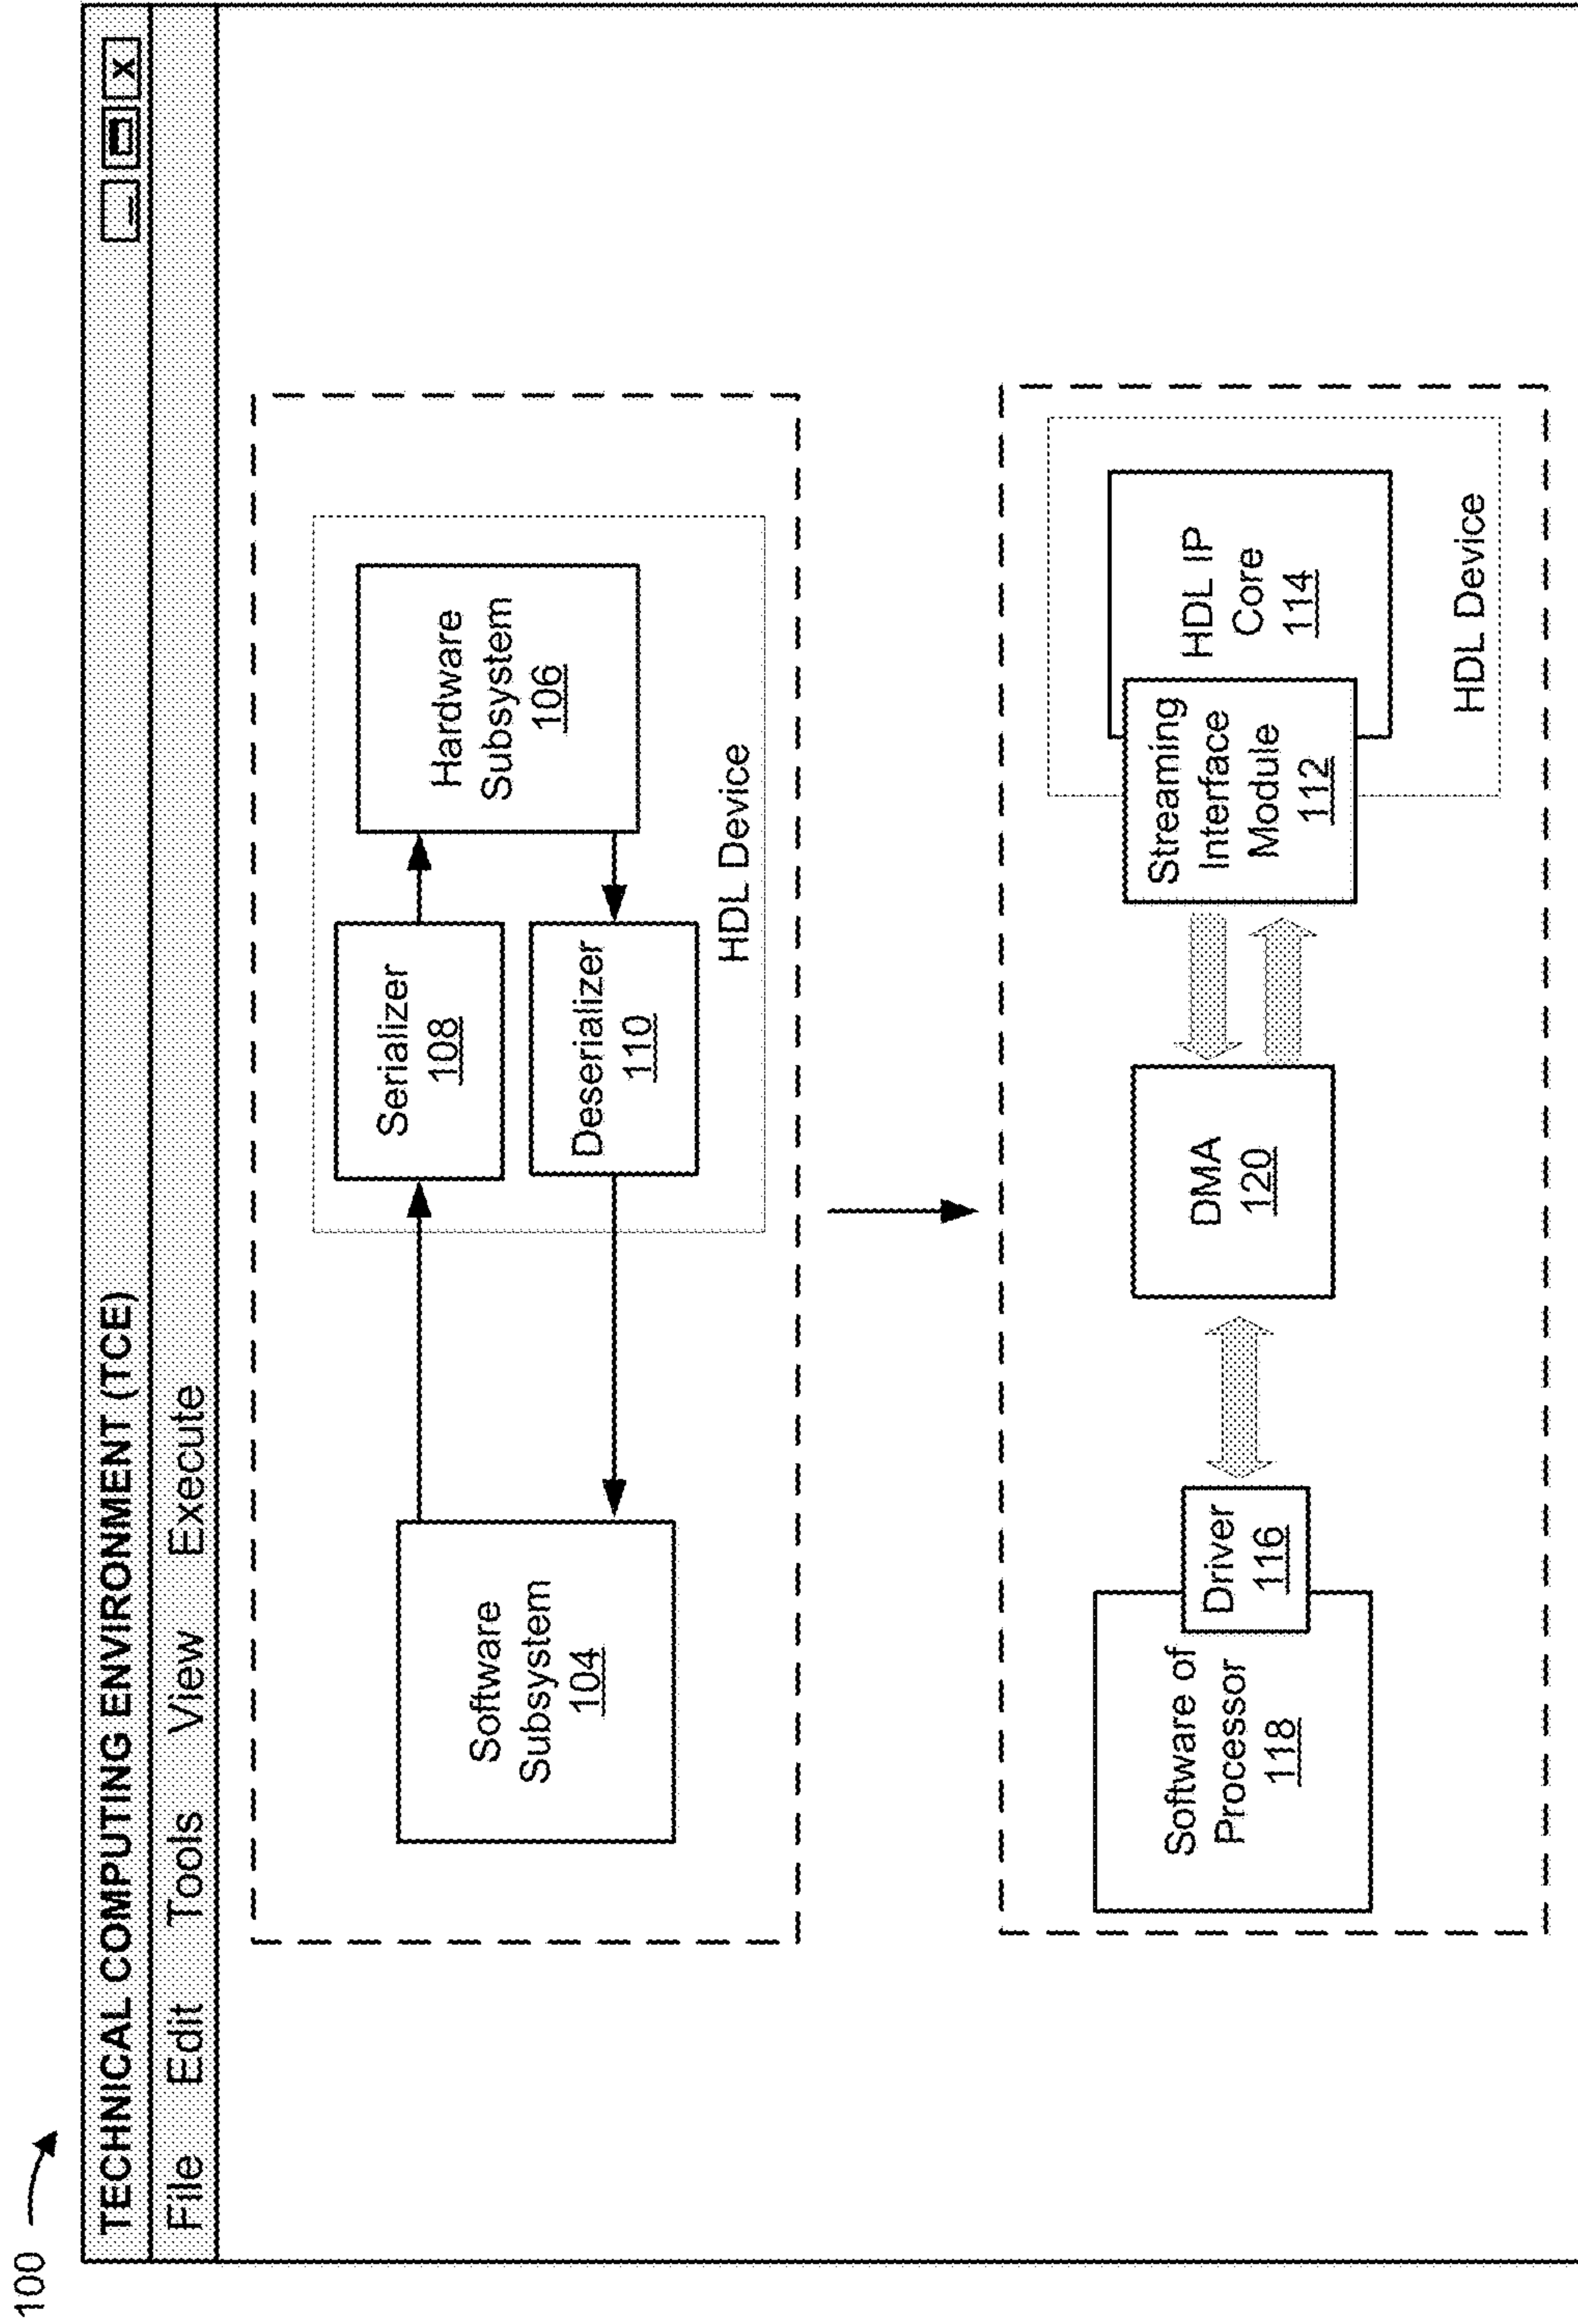 100
TECHNICAL COMPUTING ENVIRONMENT (TCE)
_ X
File Edit Tools View Execute
Software
Subsystem
104
Serializer
108
Deserializer
110
Hardware
Subsystem
106
HDL Device
Software of
Processor
118
Driver
116
DMA
120
Streaming
Interface
Module
112
HDL IP
Core
114
HDL Device